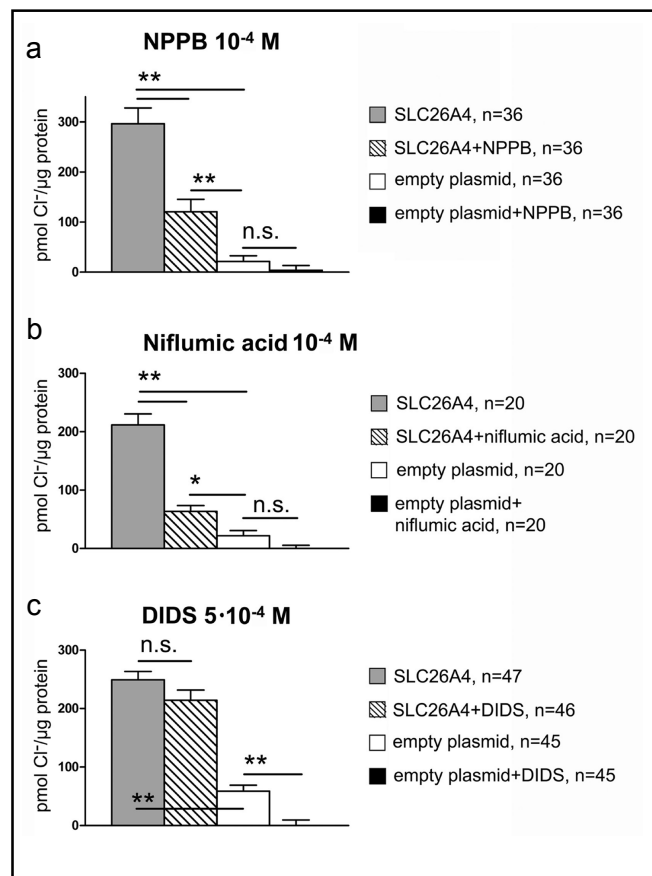 a
NPPB 10⁻⁴ M
pmol Cl⁻/µg protein
300
200
100
0
**
**
n.s.
SLC26A4, n=36
SLC26A4+NPPB, n=36
empty plasmid, n=36
empty plasmid+NPPB, n=36
b
Niflumic acid 10⁻⁴ M
pmol Cl⁻/µg protein
300
200
100
0
**
*
n.s.
SLC26A4, n=20
SLC26A4+niflumic acid, n=20
empty plasmid, n=20
empty plasmid+
niflumic acid, n=20
c
DIDS 5·10⁻⁴ M
pmol Cl⁻/µg protein
300
200
100
0
n.s.
**
**
SLC26A4, n=47
SLC26A4+DIDS, n=46
empty plasmid, n=45
empty plasmid+DIDS, n=45